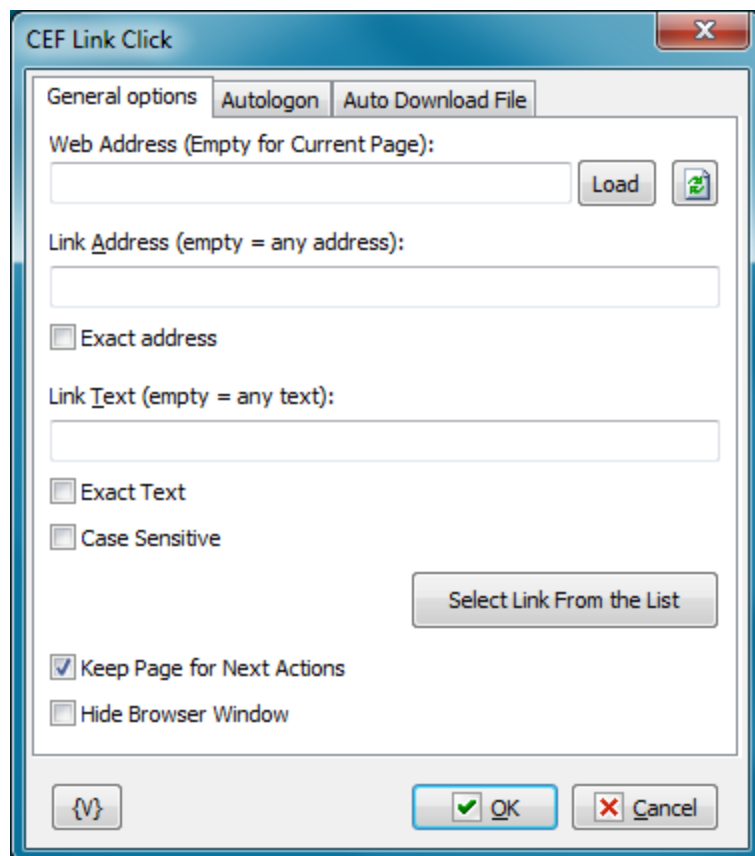 CEF Link Click
General options Autologon Auto Download File
Web Address (Empty for Current Page):
Load
Link Address (empty = any address):
Exact address
Link Text (empty = any text):
Exact Text
Case Sensitive
Select Link From the List
Keep Page for Next Actions
Hide Browser Window
{V} OK Cancel